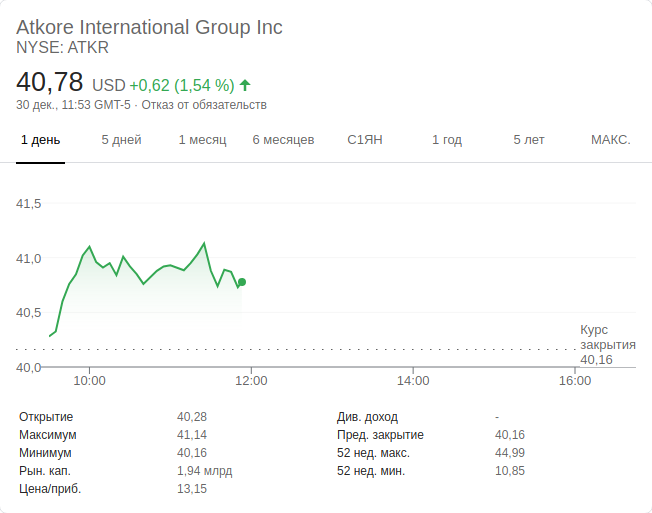 Atkore International Group Inc
NYSE: ATKR
40,78 USD +0,62 (1,54 %)
30 дек., 11:53 GMT-5 · Отказ от обязательств
1 день 5 дней 1 месяц 6 месяцев С1ЯН 1 год 5 лет МАКС.
41,5
41,0
40,5
Курс
закрытия
40,16
40,0
10:00 12:00 14:00 16:00
Открытие 40,28 Див. доход -
Максимум 41,14 Пред. закрытие 40,16
Минимум 40,16 52 нед. макс. 44,99
Рын. кап. 1,94 млрд 52 нед. мин. 10,85
Цена/приб. 13,15